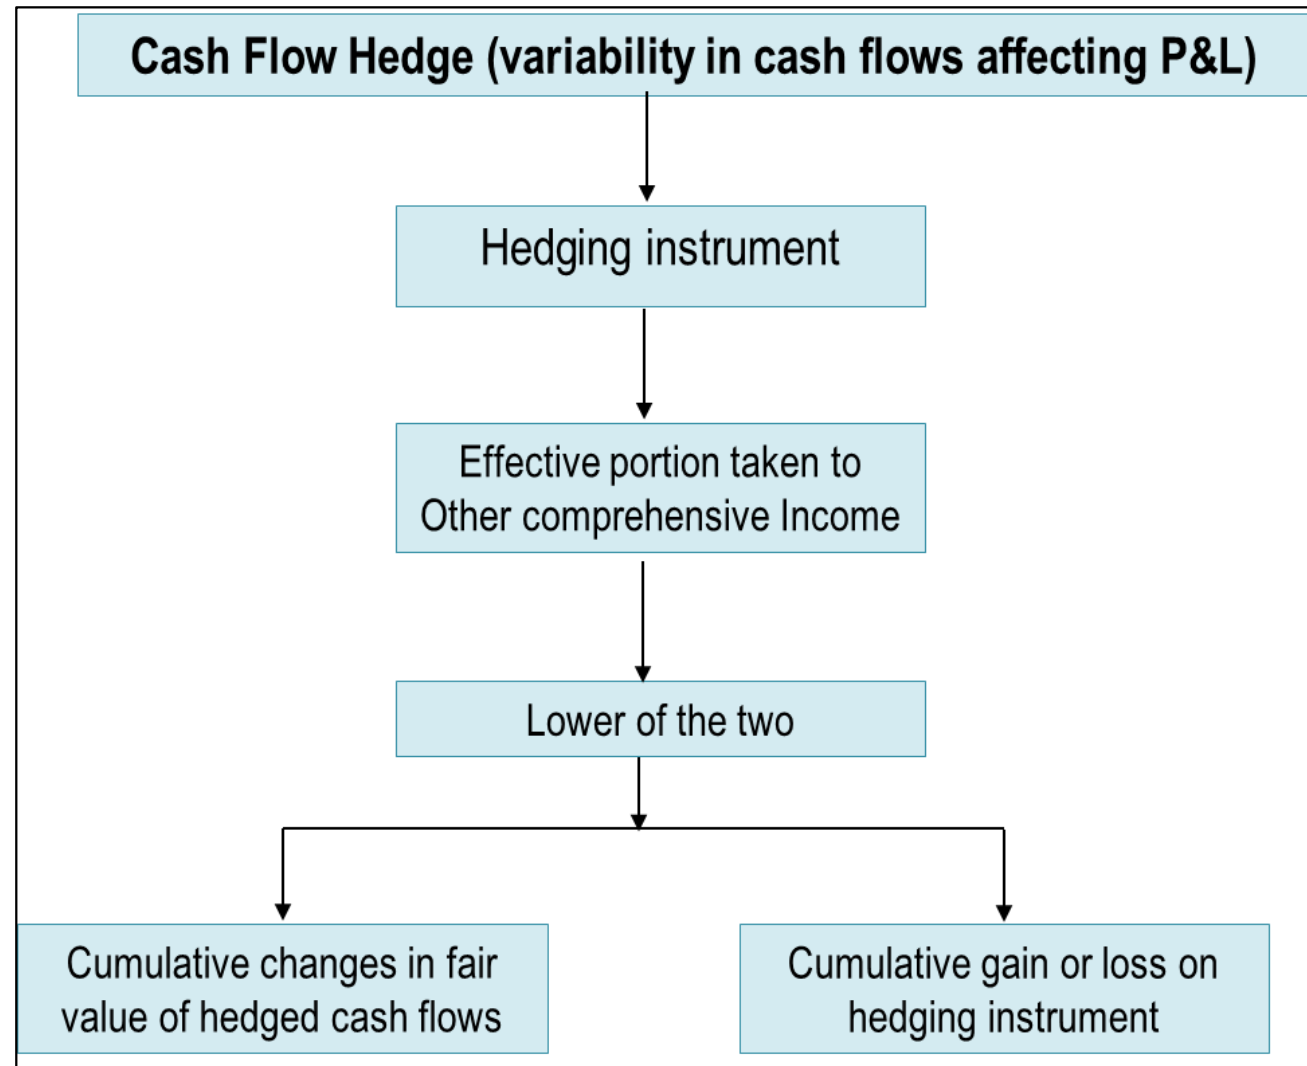 Cash Flow Hedge (variability in cash flows affecting P&L)
Hedging instrument
Effective portion taken to
Other comprehensive Income
Lower of the two
Cumulative changes in fair
value of hedged cash flows
Cumulative gain or loss on
hedging instrument